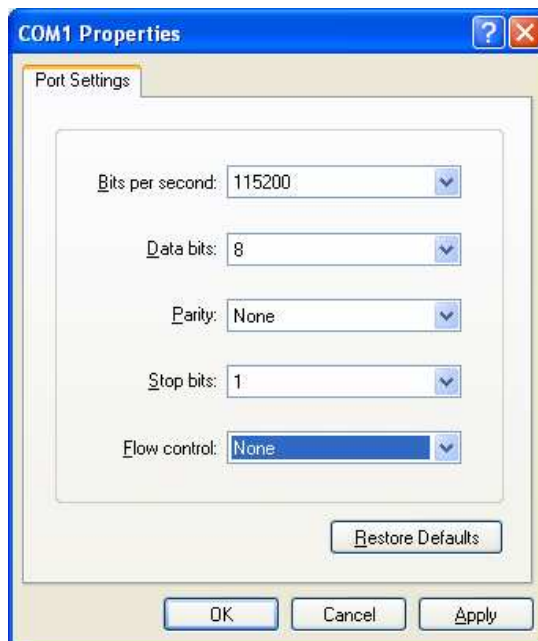 COM1 Properties
Port Settings
Bits per second: 115200
Data bits: 8
Parity: None
Stop bits: 1
Flow control: None
Restore Defaults
OK Cancel Apply